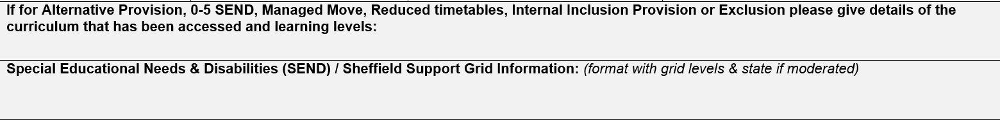 If for Alternative Provision, 0-5 SEND, Managed Move, Reduced timetables, Internal Inclusion Provision or Exclusion please give details of the
curriculum that has been accessed and learning levels:
Special Educational Needs & Disabilities (SEND) / Sheffield Support Grid Information: (format with grid levels & state if moderated)